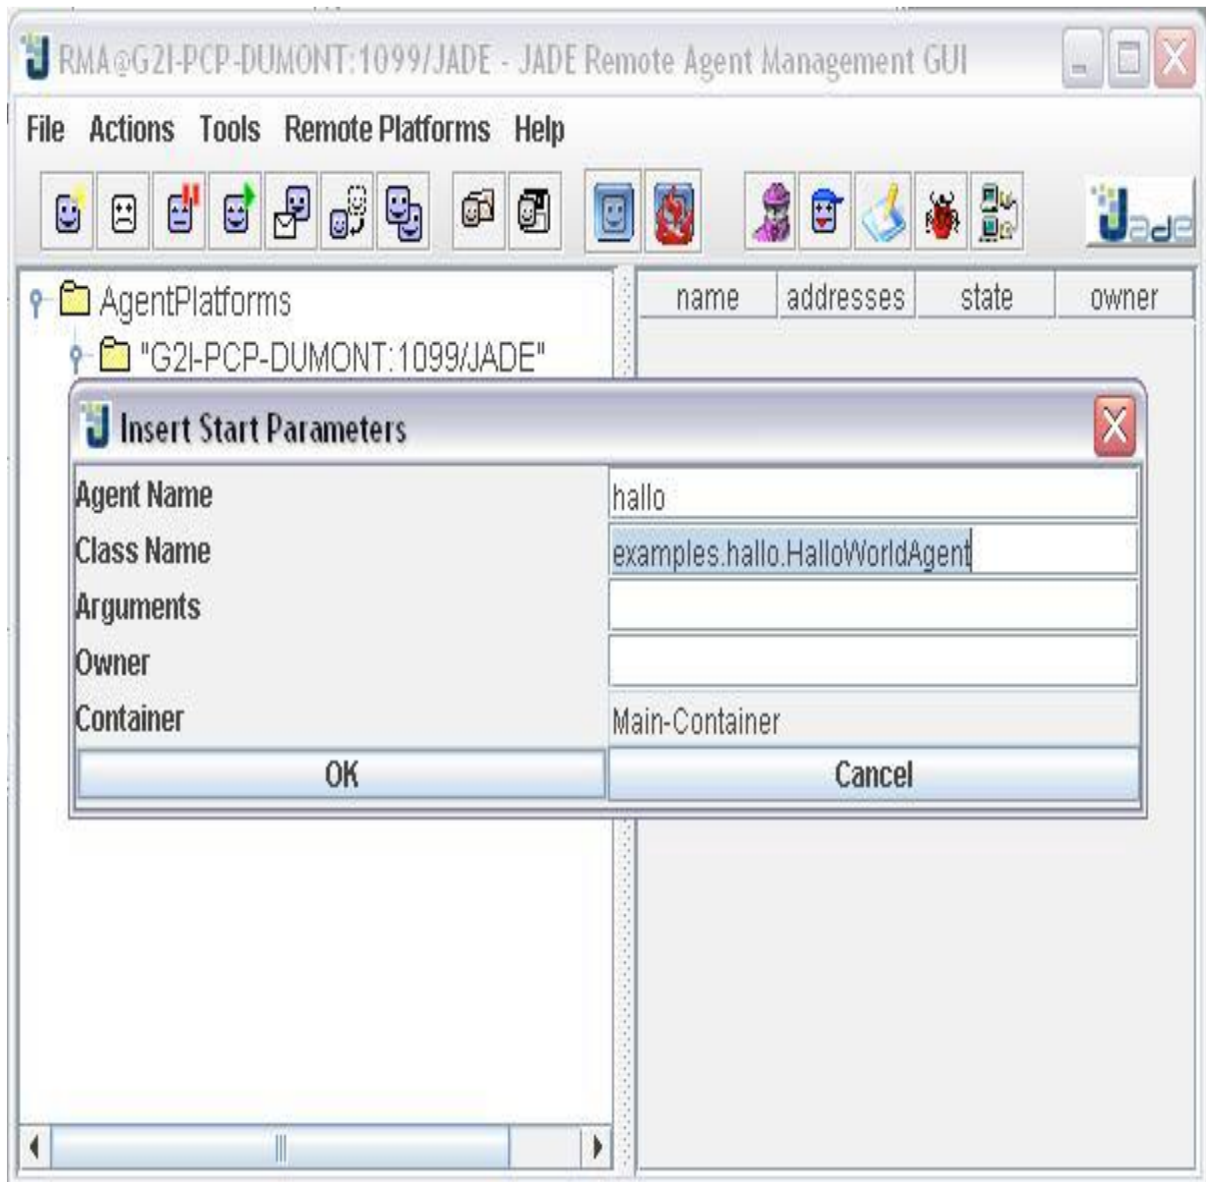 RMA@G2I-PCP-DUMONT:1099/JADE - JADE Remote Agent Management GUI
File Actions Tools Remote Platforms Help
Jade
AgentPlatforms
name addresses state owner
"G2I-PCP-DUMONT:1099/JADE"
Insert Start Parameters
Agent Name hallo
Class Name examples.hallo.HalloWorldAgent
Arguments
Owner
Container Main-Container
OK Cancel